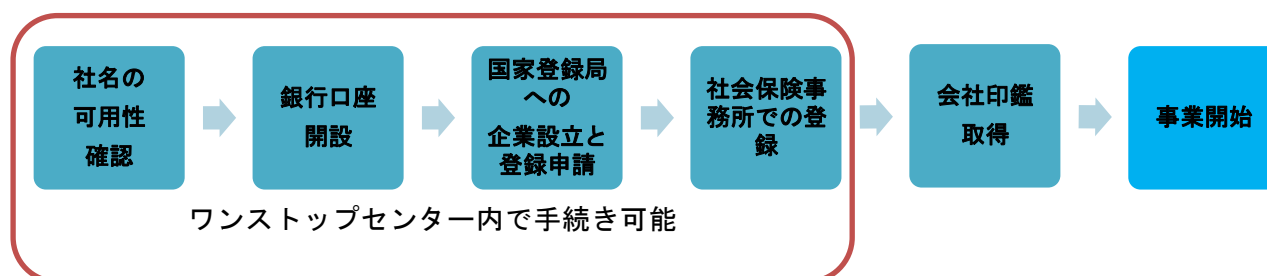 社名の
可用性
確認
銀行口座
開設
国家登録局
への
企業設立と
登録申請
社会保険事
務所での登
録
会社印鑑
取得
事業開始
ワンストップセンター内で手続き可能